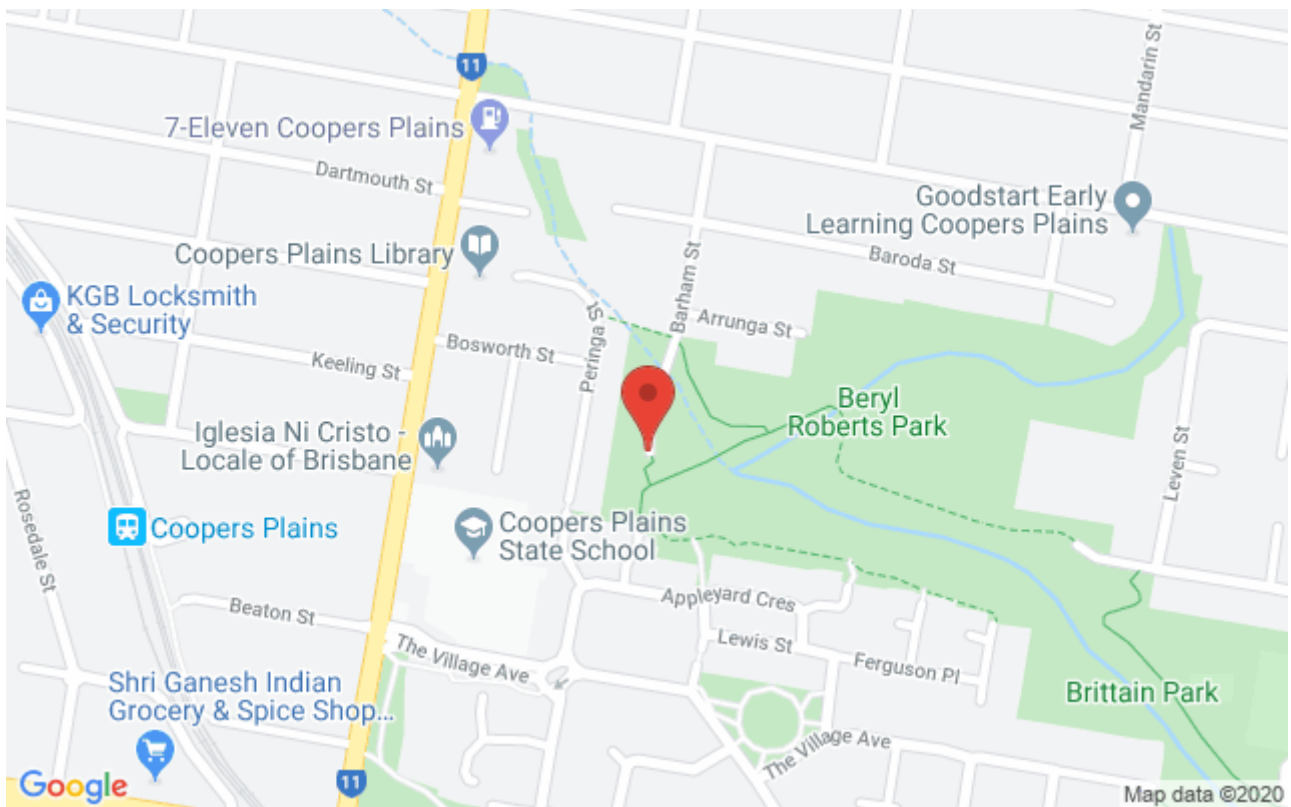 Mandarin St
11
7-Eleven Coopers Plains
Dartmouth St
Goodstart Early
Learning Coopers Plains
Coopers Plains Library
Barham St
Baroda St
KGB Locksmith
& Security
Peringa St
Arrunga St
Bosworth St
Keeling St
Beryl
Roberts Park
Leven St
Iglesia Ni Cristo -
Locale of Brisbane
Rosedale St
Coopers Plains
Coopers Plains
State School
Beaton St
Appleyard Cres
Lewis St
The Village Ave
Ferguson Pl
Shri Ganesh Indian
Grocery & Spice Shop...
Brittain Park
The Village Ave
11
Google
Map data ©2020